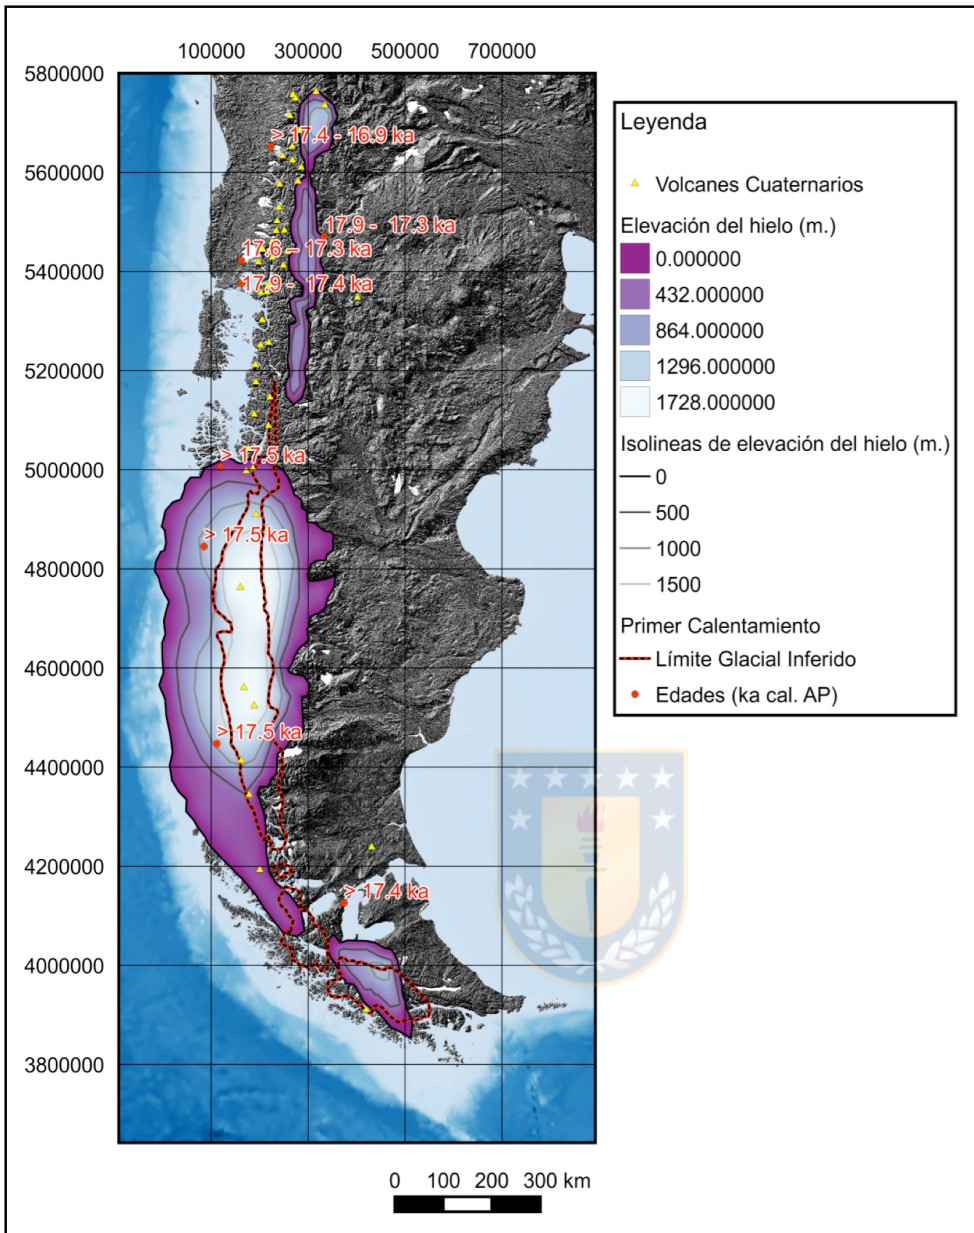 100000 300000 500000 700000
5800000
5600000
5400000
5200000
5000000
4800000
4600000
4400000
4200000
4000000
3800000
> 17.4 - 16.9 ka
17.9 - 17.3 ka
17.6 – 17.3 ka
17.9 - 17.4 ka
> 17.5 ka
> 17.5 ka
> 17.5 ka
> 17.4 ka
Leyenda
Volcanes Cuaternarios
Elevación del hielo (m.)
0.000000
432.000000
864.000000
1296.000000
1728.000000
Isolineas de elevación del hielo (m.)
0
500
1000
1500
Primer Calentamiento
Límite Glacial Inferido
Edades (ka cal. AP)
0 100 200 300 km